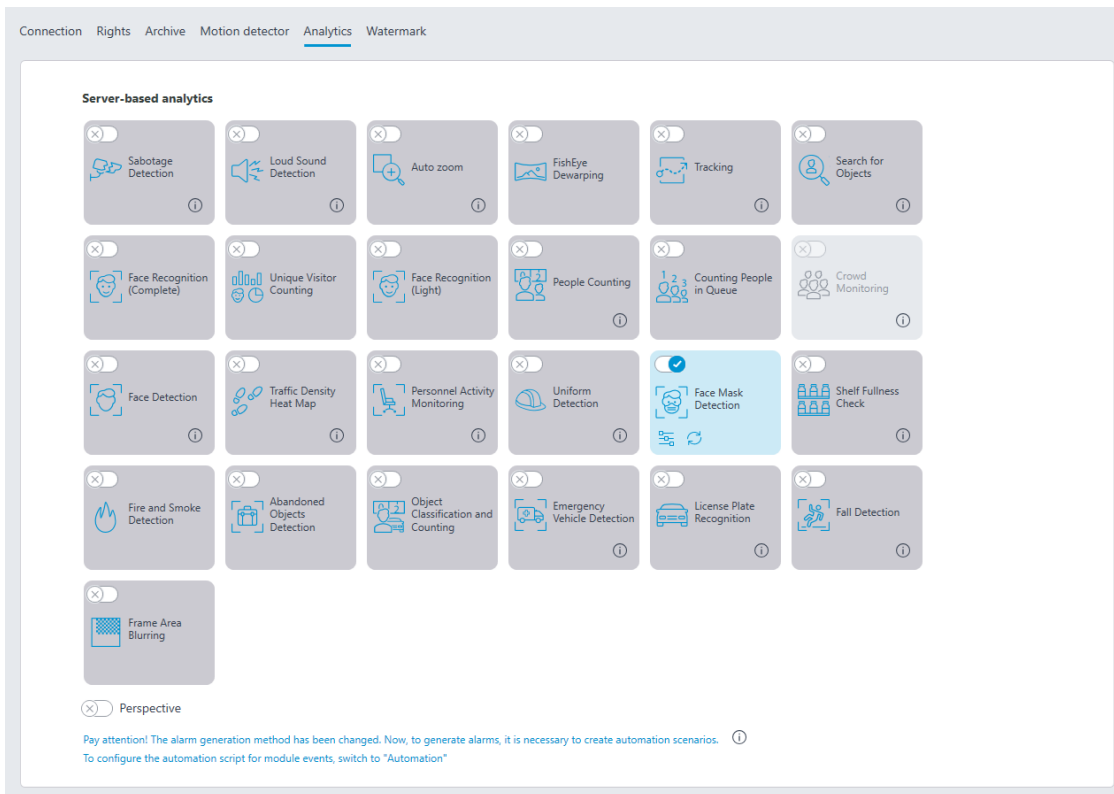 Connection Rights Archive Motion detector Analytics Watermark
Server-based analytics
Sabotage
Detection
Loud Sound
Detection
Auto zoom
FishEye
Dewarping
Tracking
Search for
Objects
Face Recognition
(Complete)
Unique Visitor
Counting
Face Recognition
(Light)
People Counting
Counting People
in Queue
Crowd
Monitoring
Face Detection
Traffic Density
Heat Map
Personnel Activity
Monitoring
Uniform
Detection
Face Mask
Detection
Shelf Fullness
Check
Fire and Smoke
Detection
Abandoned
Objects
Detection
Object
Classification and
Counting
Emergency
Vehicle Detection
License Plate
Recognition
Fall Detection
Frame Area
Blurring
Perspective
Pay attention! The alarm generation method has been changed. Now, to generate alarms, it is necessary to create automation scenarios.
To configure the automation script for module events, switch to "Automation"